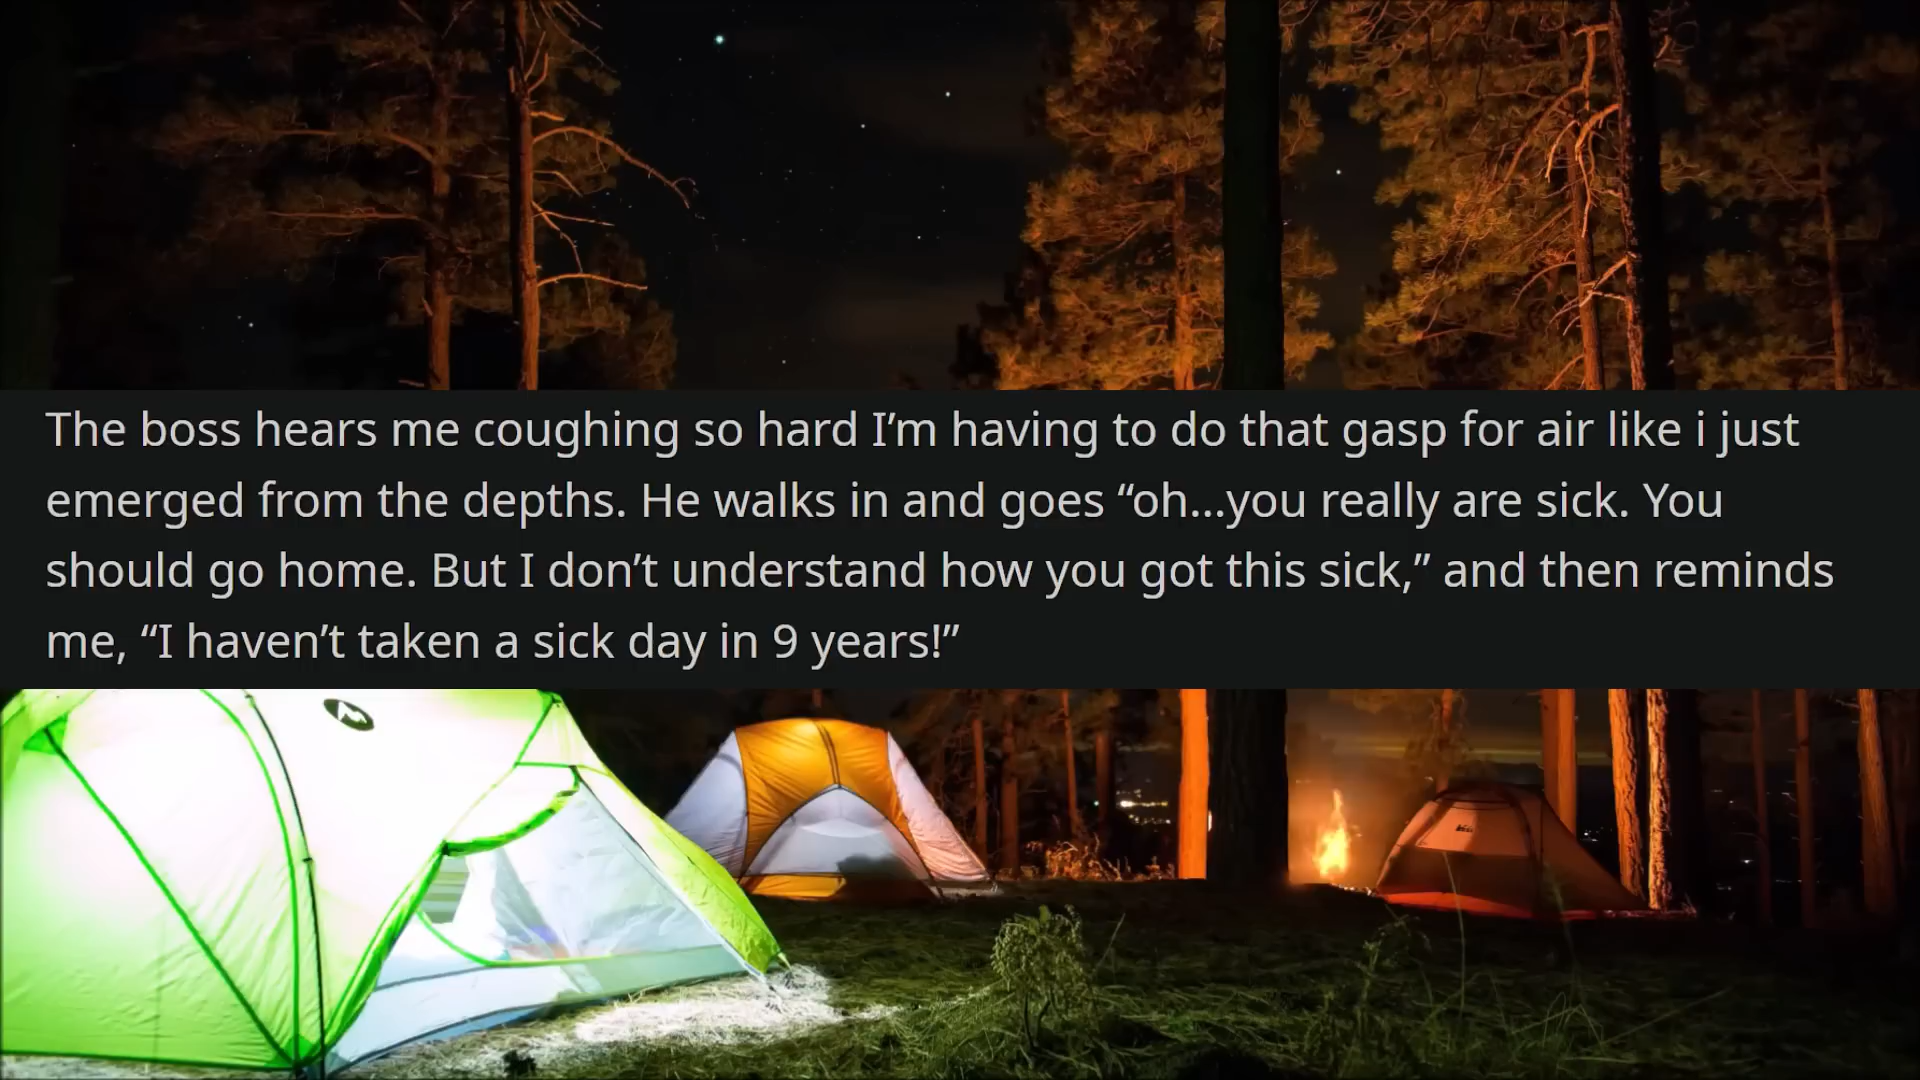 The boss hears me coughing so hard I’m having to do that gasp for air like i just
emerged from the depths. He walks in and goes “oh...you really are sick. You
should go home. But I don’t understand how you got this sick,” and then reminds
me, “I haven’t taken a sick day in 9 years!”